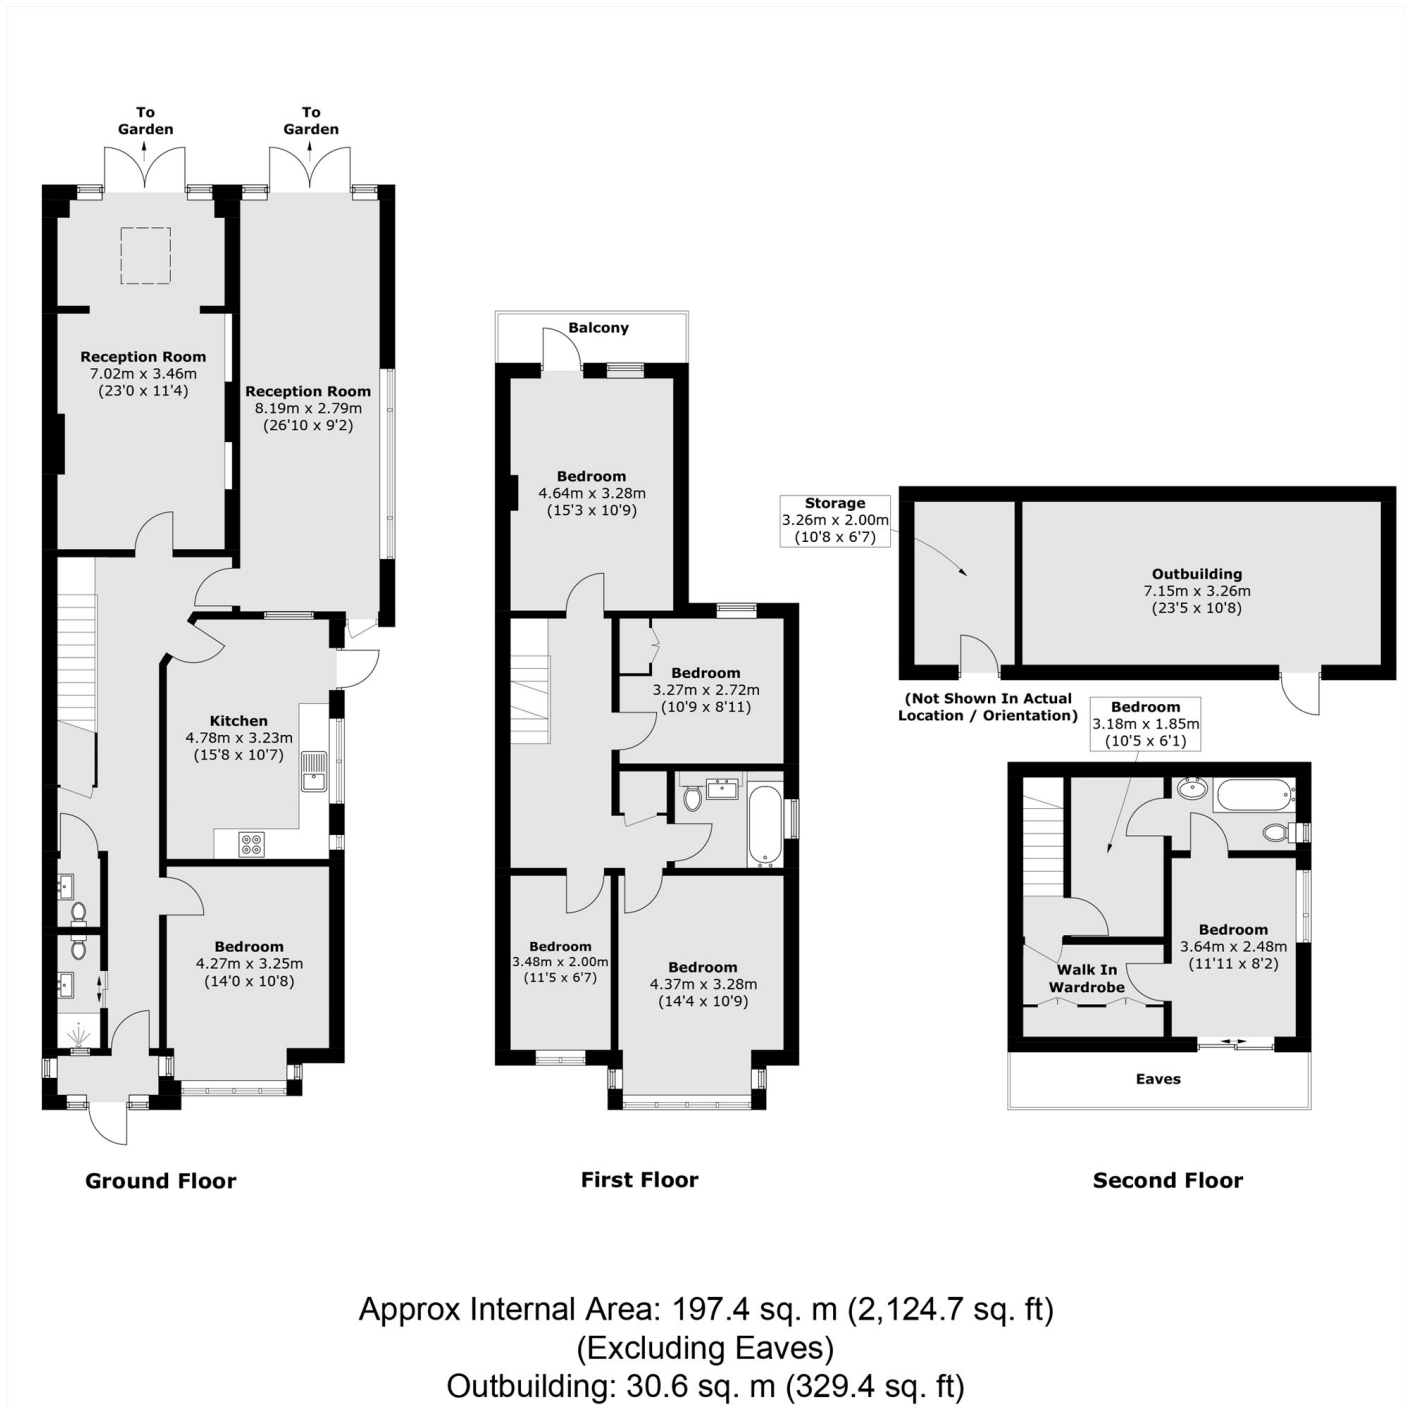 To
Garden
To
Garden
Reception Room
7.02m x 3.46m
(23'0 x 11'4)
Reception Room
8.19m x 2.79m
(26'10 x 9'2)
Kitchen
4.78m x 3.23m
(15'8 x 10'7)
Bedroom
4.27m x 3.25m
(14'0 x 10'8)
Ground Floor
Balcony
Bedroom
4.64m x 3.28m
(15'3 x 10'9)
Bedroom
3.27m x 2.72m
(10'9 x 8'11)
Bedroom
3.48m x 2.00m
(11'5 x 6'7)
Bedroom
4.37m x 3.28m
(14'4 x 10'9)
First Floor
Storage
3.26m x 2.00m
(10'8 x 6'7)
Outbuilding
7.15m x 3.26m
(23'5 x 10'8)
(Not Shown In Actual
Location / Orientation)
Bedroom
3.18m x 1.85m
(10'5 x 6'1)
Bedroom
3.64m x 2.48m
(11'11 x 8'2)
Walk In
Wardrobe
Eaves
Second Floor
Approx Internal Area: 197.4 sq. m (2,124.7 sq. ft)
(Excluding Eaves)
Outbuilding: 30.6 sq. m (329.4 sq. ft)